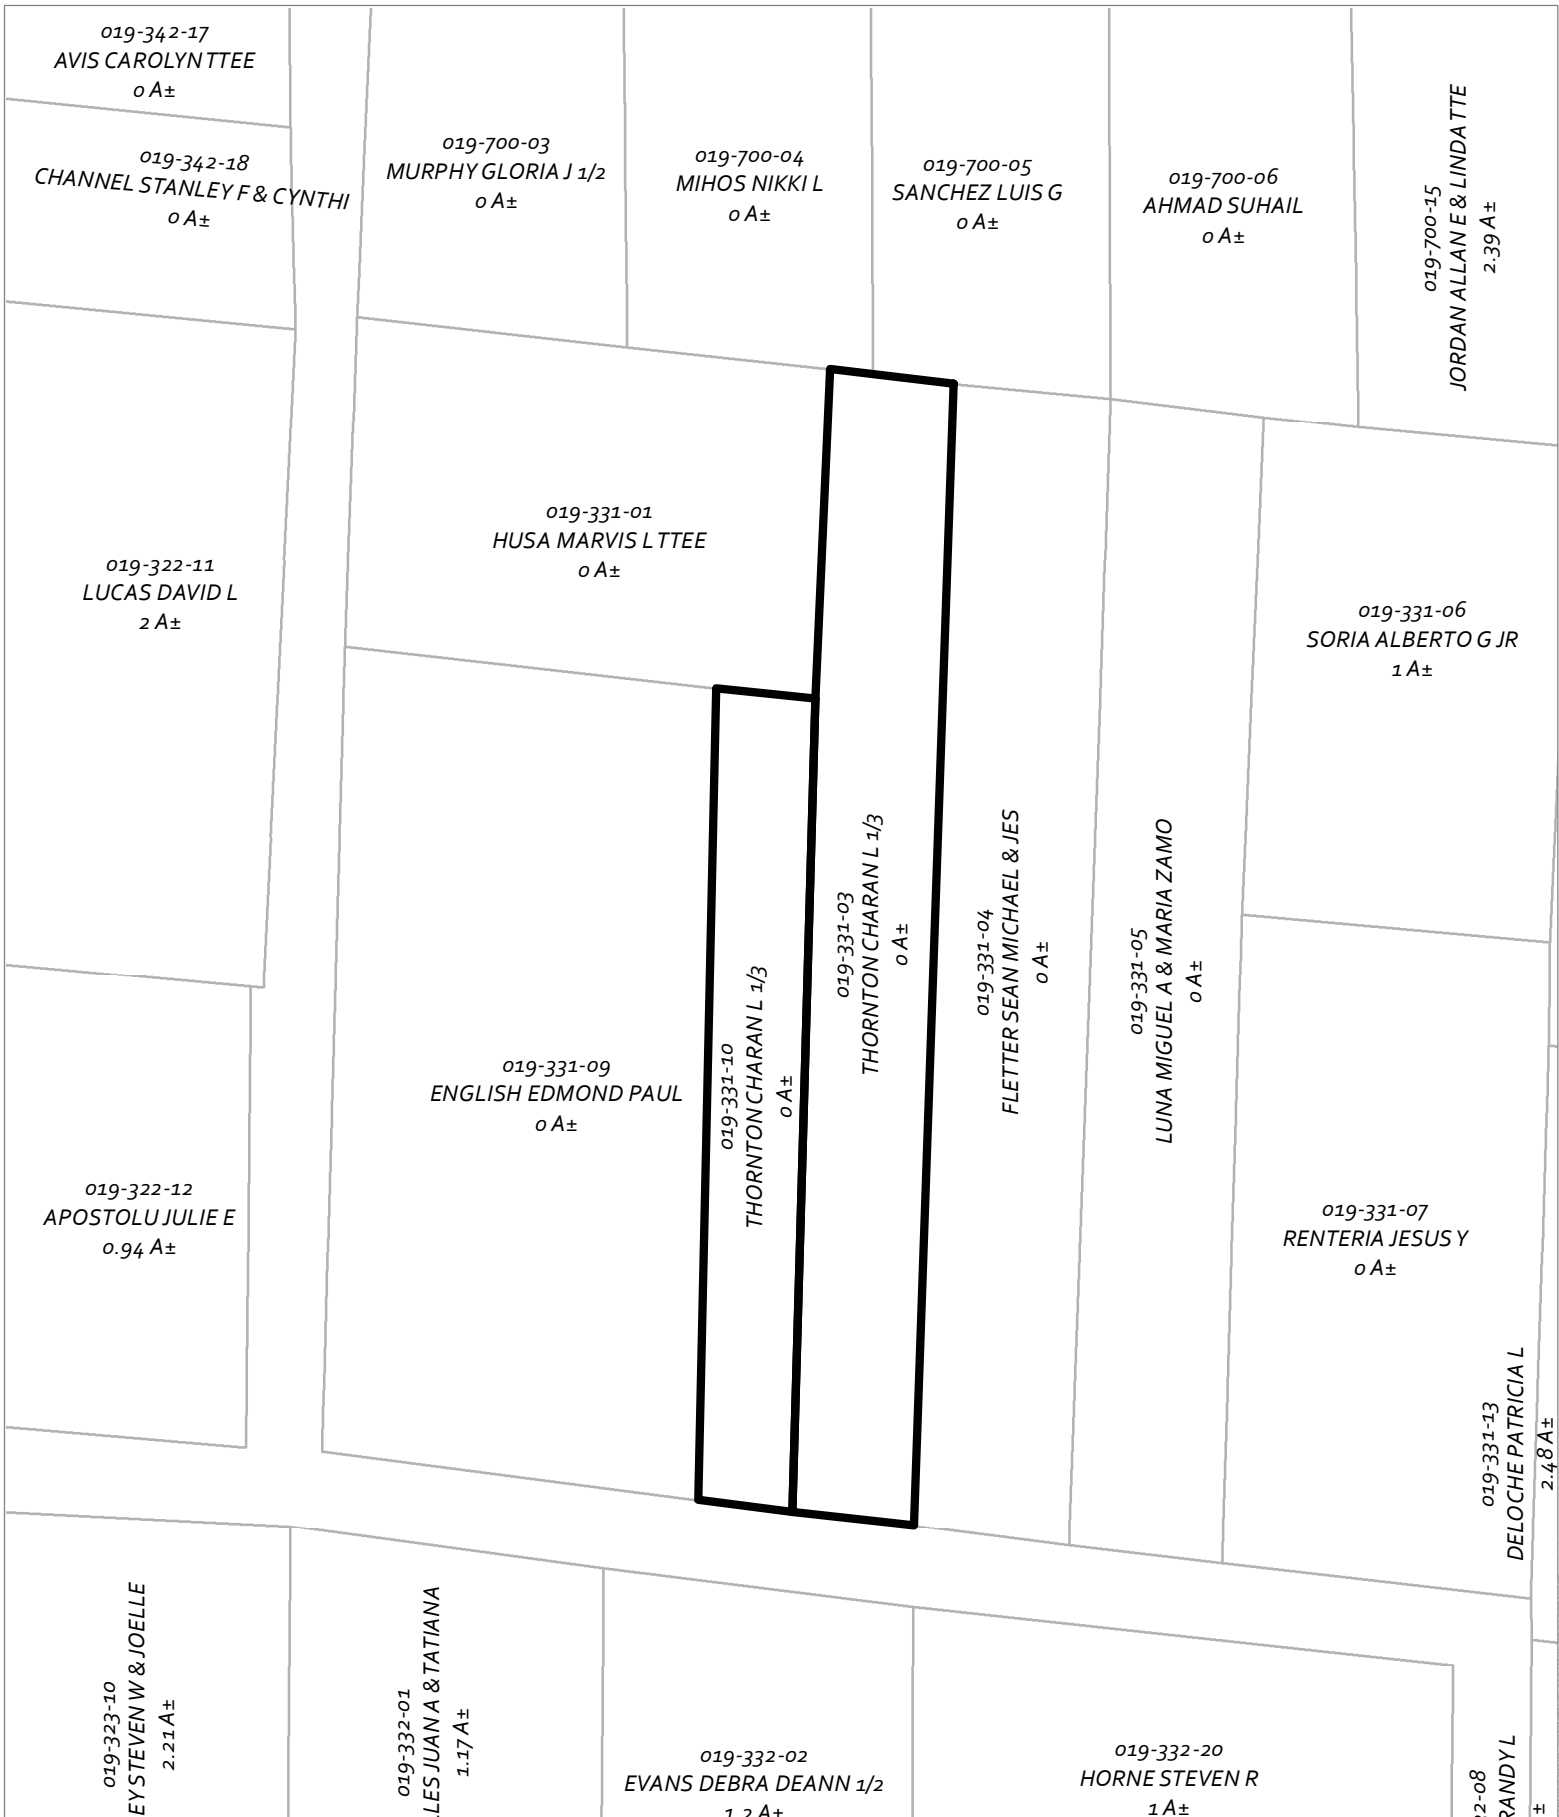 019-342-17
AVIS CAROLYN TTEE
0 A±
019-342-18
CHANNEL STANLEY F & CYNTHI
0 A±
019-700-03
MURPHY GLORIA J 1/2
0 A±
019-700-04
MIHOS NIKKI L
0 A±
019-700-05
SANCHEZ LUIS G
0 A±
019-700-06
AHMAD SUHAIL
0 A±
019-700-15
JORDAN ALLAN E & LINDA TTE
2.39 A±
019-322-11
LUCAS DAVID L
2 A±
019-331-01
HUSA MARVIS L TTEE
0 A±
019-331-06
SORIA ALBERTO G JR
1 A±
019-331-09
ENGLISH EDMOND PAUL
0 A±
019-331-10
THORNTON CHARAN L 1/3
0 A±
019-331-03
THORNTON CHARAN L 1/3
0 A±
019-331-04
FLETTER SEAN MICHAEL & JES
0 A±
019-331-05
LUNA MIGUEL A & MARIA ZAMO
0 A±
019-322-12
APOSTOLU JULIE E
0.94 A±
019-331-07
RENTERIA JESUS Y
0 A±
019-331-13
DELOCHE PATRICIA L
2.48 A±
019-323-10
EY STEVEN W & JOELLE
2.21 A±
019-332-01
LES JUAN A & TATIANA
1.17 A±
019-332-02
EVANS DEBRA DEANN 1/2
1.2 A±
019-332-20
HORNE STEVEN R
1 A±
2-08
RANDY L
±